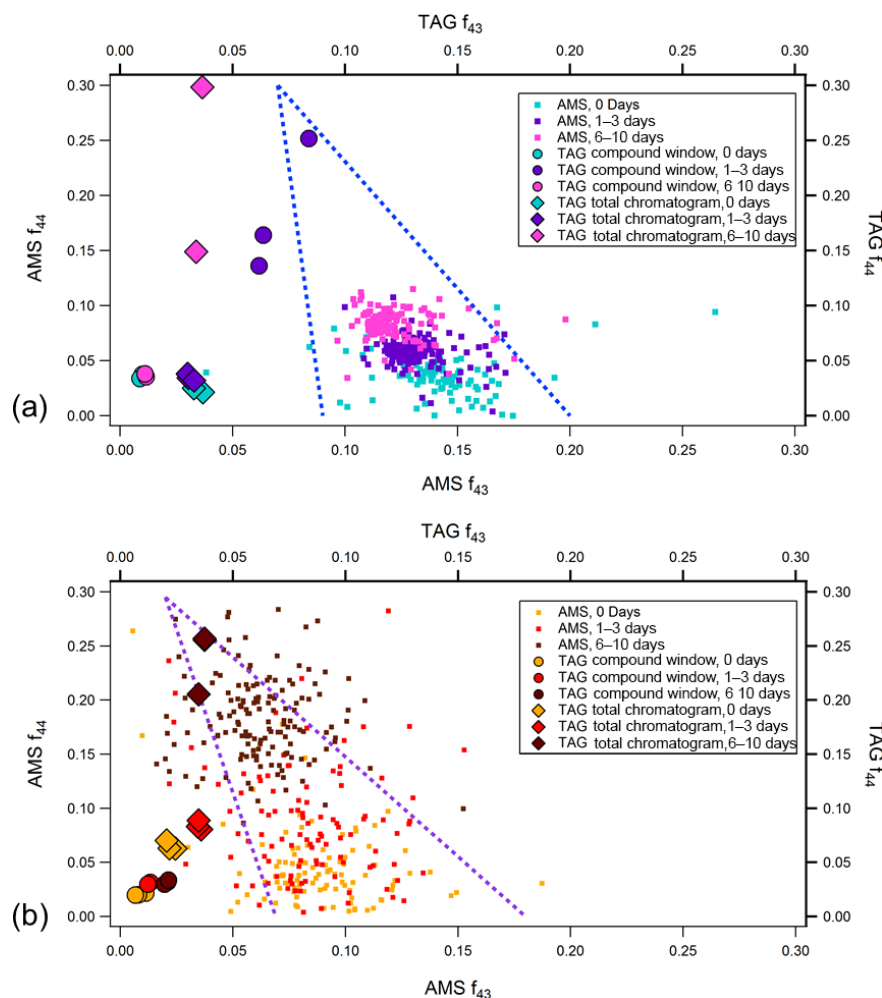 TAG f43
0.00 0.05 0.10 0.15 0.20 0.25 0.30
0.30 0.30
0.25 0.25
0.20 0.20
0.15 0.15
0.10 0.10
0.05 0.05
0.00 0.00
AMS f44
TAG f44
AMS, 0 Days
AMS, 1–3 days
AMS, 6–10 days
TAG compound window, 0 days
TAG compound window, 1–3 days
TAG compound window, 6 10 days
TAG total chromatogram, 0 days
TAG total chromatogram, 1–3 days
TAG total chromatogram, 6–10 days
(a)
0.00 0.05 0.10 0.15 0.20 0.25 0.30
AMS f43
TAG f43
0.00 0.05 0.10 0.15 0.20 0.25 0.30
0.30 0.30
0.25 0.25
0.20 0.20
0.15 0.15
0.10 0.10
0.05 0.05
0.00 0.00
AMS f44
TAG f44
AMS, 0 Days
AMS, 1–3 days
AMS, 6–10 days
TAG compound window, 0 days
TAG compound window, 1–3 days
TAG compound window, 6 10 days
TAG total chromatogram, 0 days
TAG total chromatogram, 1–3 days
TAG total chromatogram, 6–10 days
(b)
0.00 0.05 0.10 0.15 0.20 0.25 0.30
AMS f43